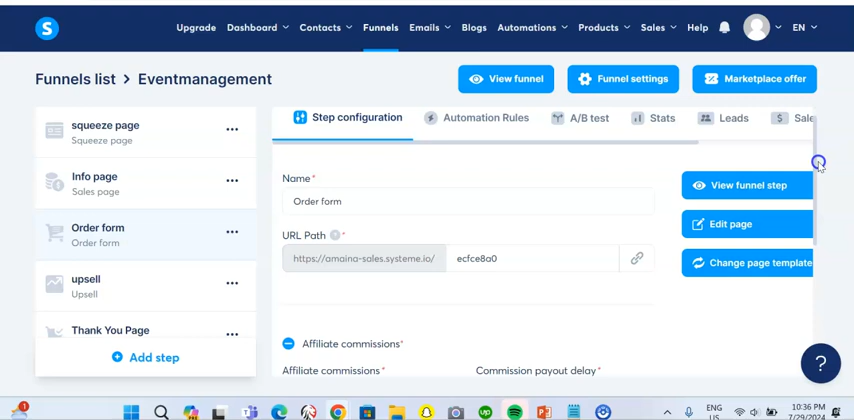 S Upgrade Dashboard Contacts Funnels Emails Blogs Automations Products Sales Help EN
Funnels list > Eventmanagement
View funnel
Funnel settings
Marketplace offer
squeeze page
Squeeze page
Info page
Sales page
Order form
Order form
upsell
Upsell
Thank You Page
Add step
Step configuration Automation Rules A/B test Stats Leads $ Sale
Name*
Order form
URL Path ? *
https://amaina-sales.systeme.io/ ecfce8a0
View funnel step
Edit page
Change page template
Affiliate commissions*
Affiliate commissions* Commission payout delay*
?
1
ENG
US
10:36 PM
7/29/2024